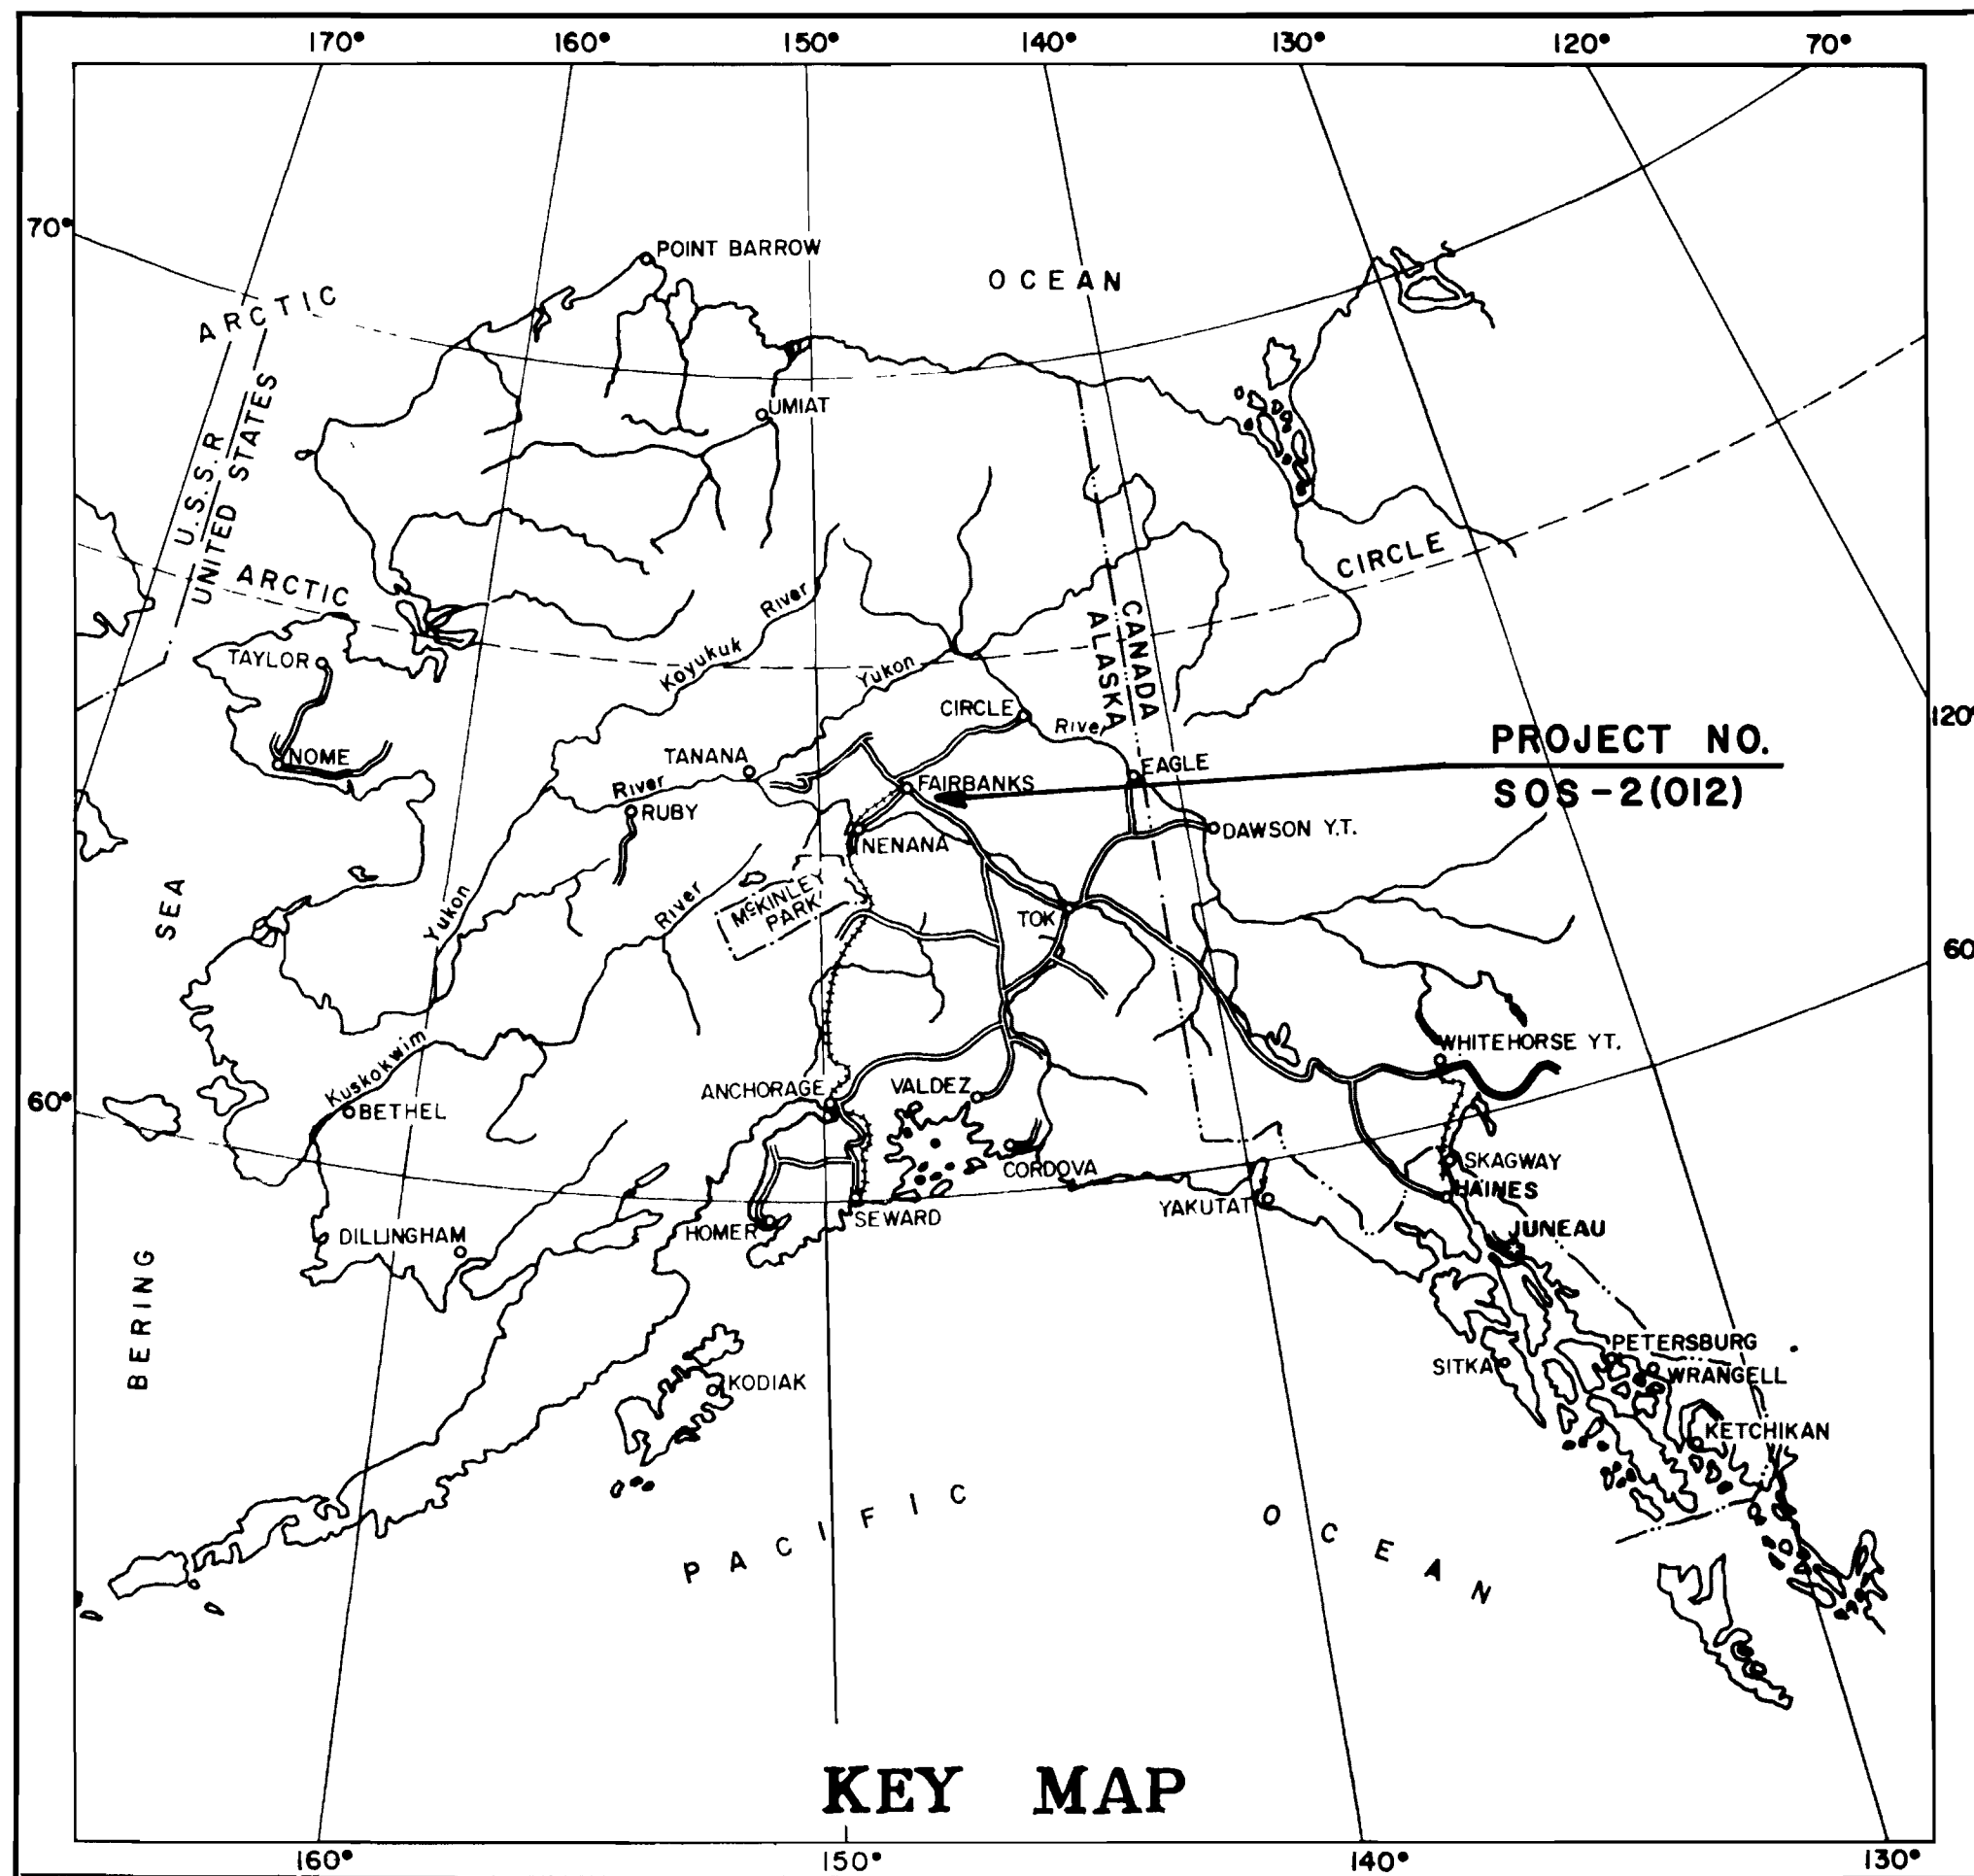 170° 160° 150° 140° 130° 120° 70°
70°
POINT BARROW
OCEAN
ARCTIC
UMIAT
U.S.S.R
UNITED STATES
ARCTIC
CIRCLE
Koyukuk River
CANADA
ALASKA
TAYLOR
Yukon
CIRCLE
River
120°
PROJECT NO.
SOS-2(012)
NOME
TANANA
EAGLE
FAIRBANKS
River
RUBY
DAWSON Y.T.
NENANA
McKINLEY
PARK
River
Yukon
TOK
SEA
60
WHITEHORSE YT.
Kuskokwim
ANCHORAGE
VALDEZ
60°
BETHEL
CORDOVA
SKAGWAY
HAINES
YAKUTAT
SEWARD
HOMER
DILLINGHAM
JUNEAU
BERING
PETERSBURG
SITKA
WRANGELL
KODIAK
KETCHIKAN
PACIFIC OCEAN
KEY MAP
160° 150° 140° 130°